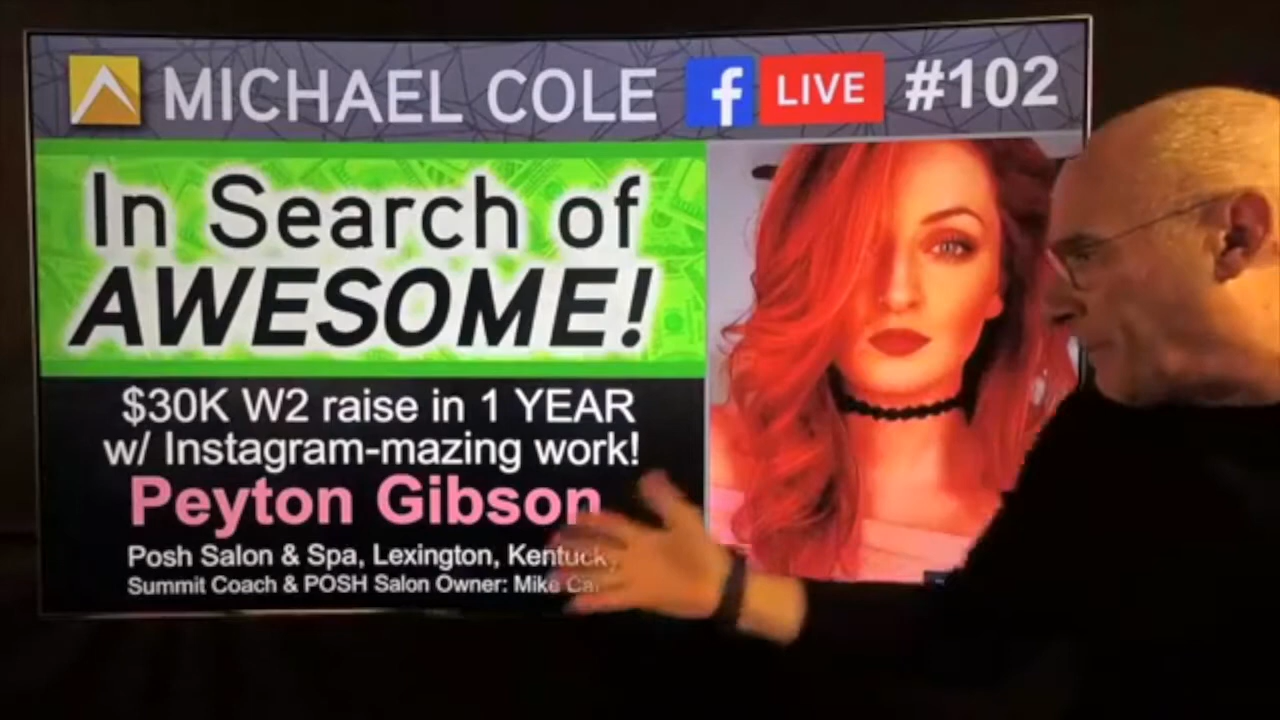 MICHAEL COLE f LIVE #102
In Search of
AWESOME!
$30K W2 raise in 1 YEAR
w/ Instagram-mazing work!
Peyton Gibson
Posh Salon & Spa, Lexington,
Summit Coach & POSH Salon Owner: Mike